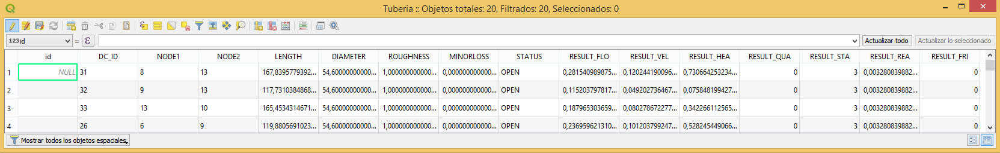 Tuberia :: Objetos totales: 20, Filtrados: 20, Seleccionados: 0
123 id = ε Actualizar todo Actualizar lo seleccionado
id DC_ID NODE1 NODE2 LENGTH DIAMETER ROUGHNESS MINORLOSS STATUS RESULT_FLO RESULT_VEL RESULT_HEA RESULT_QUA RESULT_STA RESULT_REA RESULT_FRI
1 NULL 31 8 13 167,8395779392... 54,60000000000... 1,000000000000... 0,000000000000... OPEN 0,281540989875... 0,120244190096... 0,730664253234... 0 3 0,003280839882... 0
2 32 9 13 117,7310384868... 54,60000000000... 1,000000000000... 0,000000000000... OPEN 0,115203797817... 0,049202736467... 0,075848199427... 0 3 0,003280839882... 0
3 33 13 10 165,4534314671... 54,60000000000... 1,000000000000... 0,000000000000... OPEN 0,187965303659... 0,080278672277... 0,342266112565... 0 3 0,003280839882... 0
4 26 6 9 119,8805691023... 54,60000000000... 1,000000000000... 0,000000000000... OPEN 0,236959621310... 0,101203799247... 0,528245449066... 0 3 0,003280839882... 0
Mostrar todos los objetos espaciales